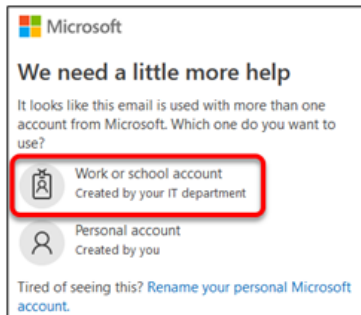 Microsoft
We need a little more help
It looks like this email is used with more than one
account from Microsoft. Which one do you want to
use?
Work or school account
Created by your IT department
Personal account
Created by you
Tired of seeing this? Rename your personal Microsoft
account.